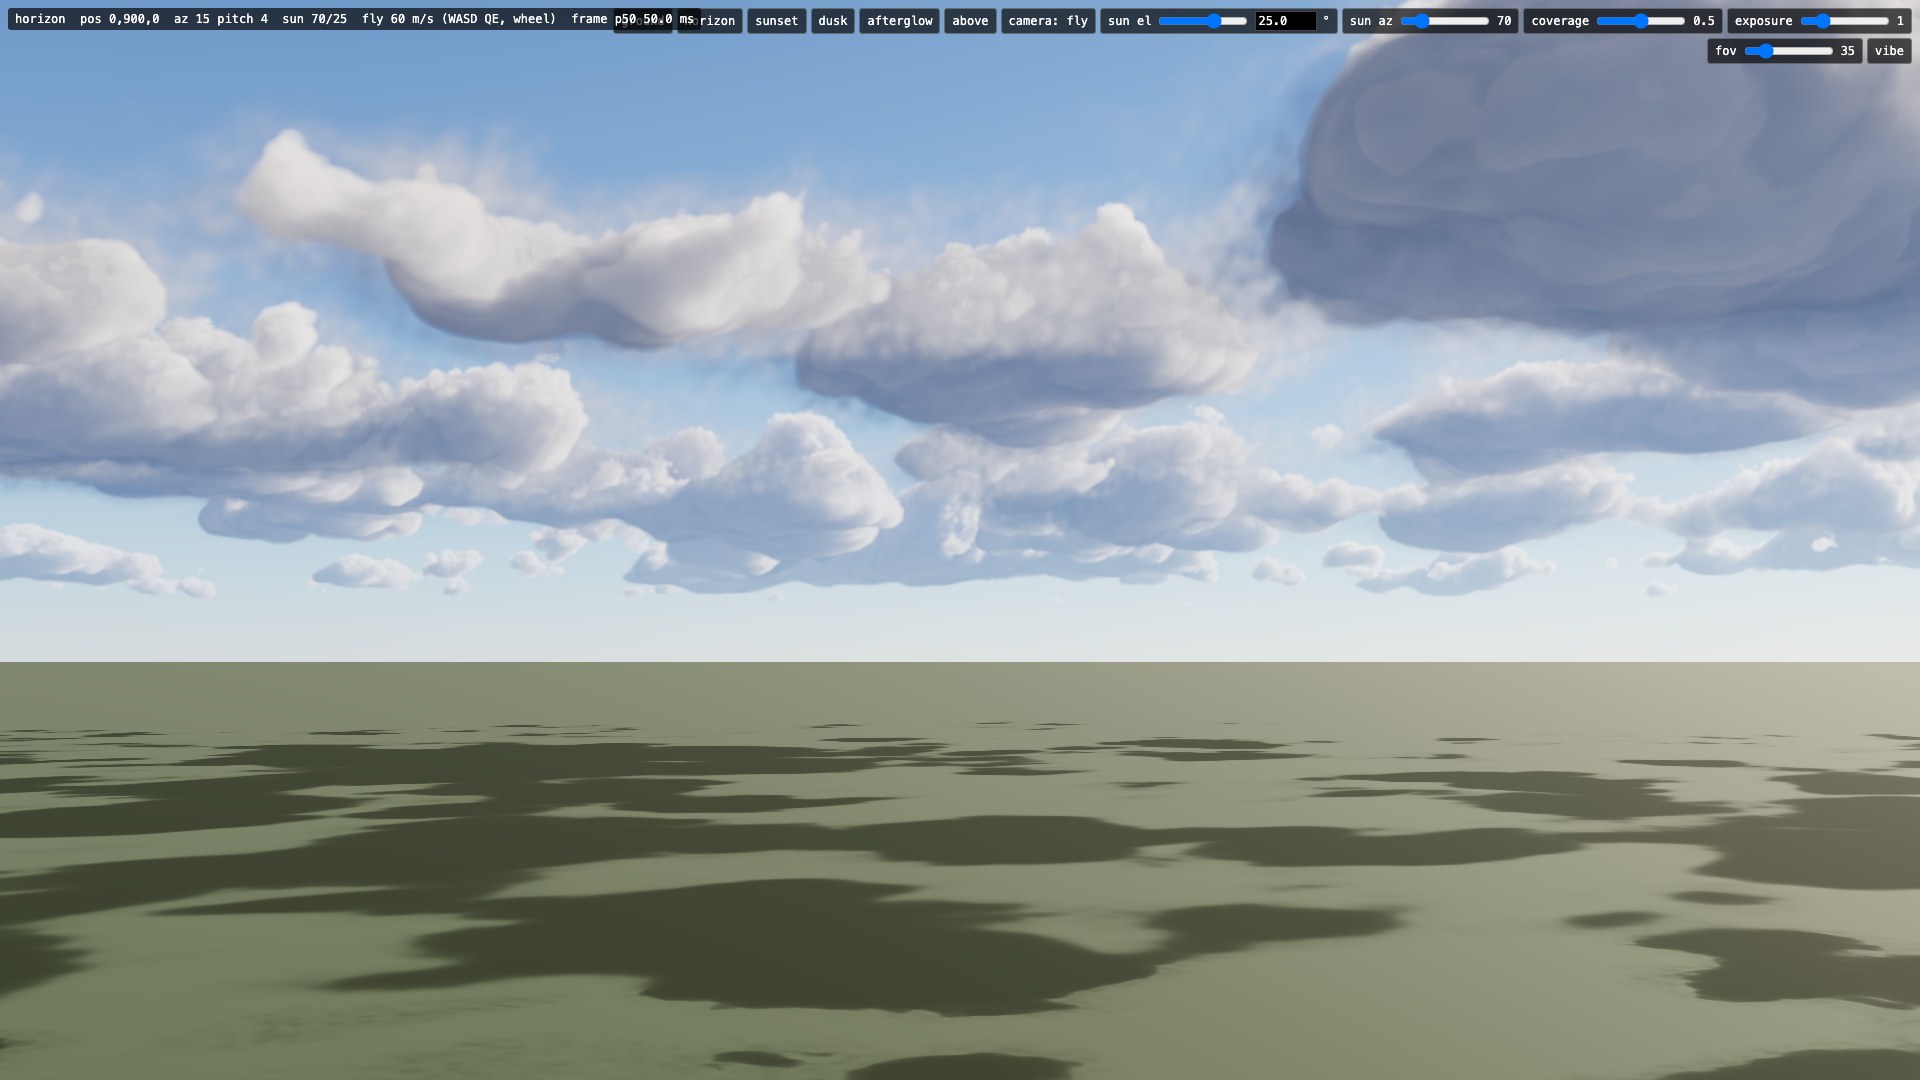 horizon pos 0,900,0 az 15 pitch 4 sun 70/25 fly 60 m/s (WASD QE, wheel) frame p50 50.0 ms
sunset dusk afterglow above camera: fly sun el 25.0 ° sun az 70 coverage 0.5 exposure 1
fov 35 vibe